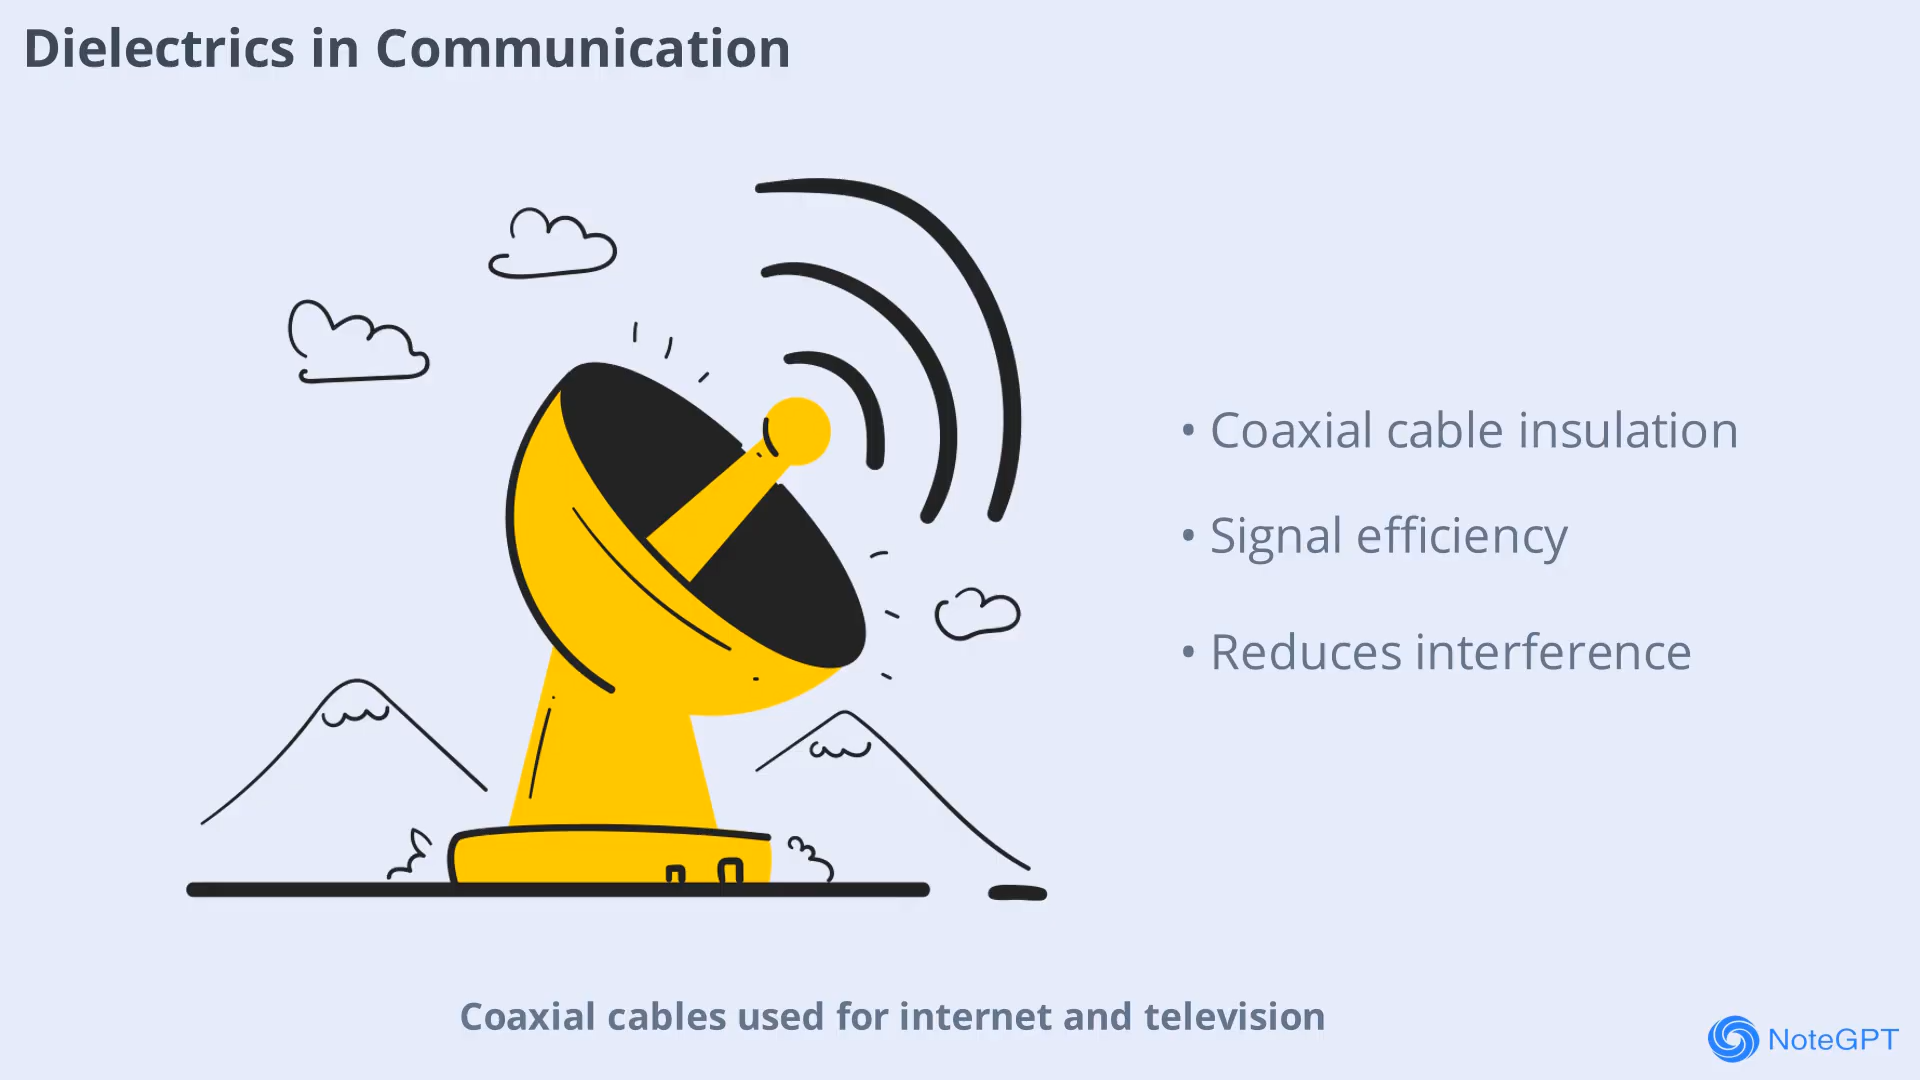 Dielectrics in Communication
• Coaxial cable insulation
• Signal efficiency
• Reduces interference
Coaxial cables used for internet and television
NoteGPT